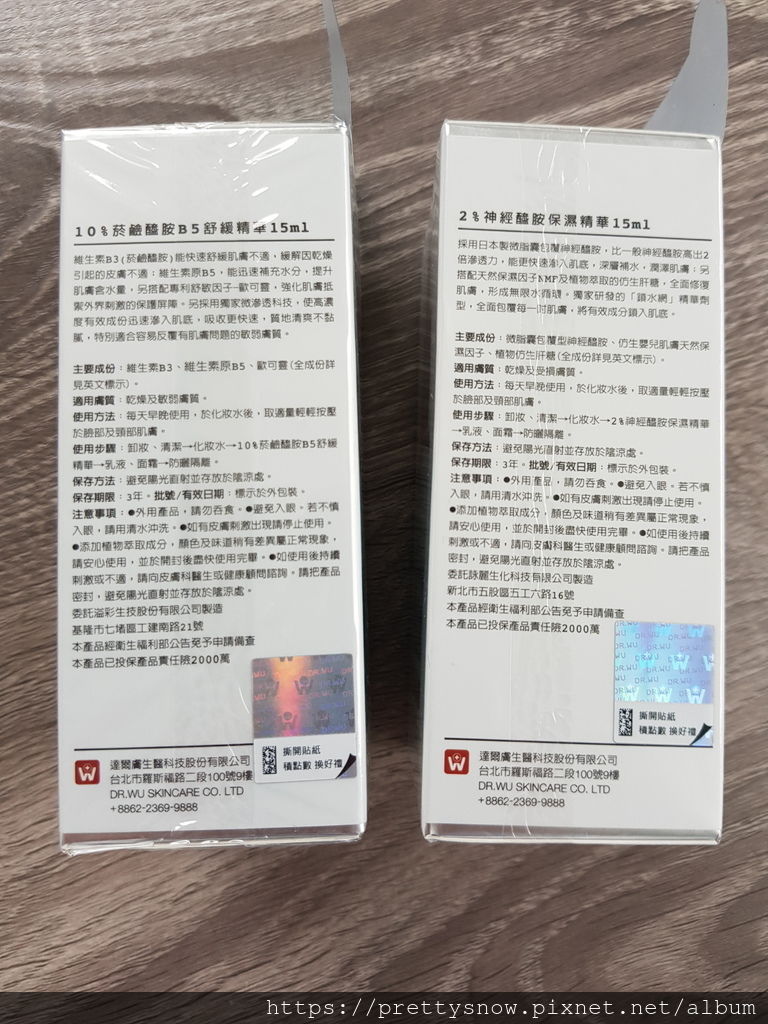 10%菸鹼醯胺B5舒緩精華15ml
維生素B3(菸鹼醯胺)能快速舒緩肌膚不適,緩解因乾燥
引起的皮膚不適;維生素原B5,能迅速補充水分,提升
肌膚含水量,另搭配專利舒敏因子—歐可靈,強化肌膚抵
禦外界刺激的保護屏障。另採用獨家微滲透科技,使高濃
度有效成份迅速滲入肌底,吸收更快速,質地清爽不黏
膩,特別適合容易反覆有肌膚問題的敏弱膚質。
主要成份:維生素B3、維生素原B5、歐可靈(全成份詳
見英文標示)。
適用膚質:乾燥及敏弱膚質。
使用方法:每天早晚使用,於化妝水後,取適量輕輕按壓
於臉部及頸部肌膚。
使用步驟:卸妝、清潔→化妝水→10%菸鹼醯胺B5舒緩
精華→乳液、面霜→防曬隔離。
保存方法:避免陽光直射並存放於陰涼處。
保存期限:3年。批號/有效日期:標示於外包裝。
注意事項:●外用產品,請勿吞食。●避免入眼。若不慎
入眼,請用清水沖洗。●如有皮膚刺激出現請停止使用。
●添加植物萃取成分,顏色及味道稍有差異屬正常現象,
請安心使用,並於開封後盡快使用完畢。●如使用後持續
刺激或不適,請向皮膚科醫生或健康顧問諮詢。請把產品
密封,避免陽光直射並存放於陰涼處。
委託溢彩生技股份有限公司製造
基隆市七堵區工建南路21號
本產品經衛生福利部公告免予申請備查
本產品已投保產品責任險2000萬
DR.WU
撕開貼紙
積點數 換好禮
達爾膚生醫科技股份有限公司
台北市羅斯福路二段100號9樓
DR.WU SKINCARE CO. LTD
+8862-2369-9888
2%神經醯胺保濕精華15ml
採用日本製微脂囊包覆神經醯胺,比一般神經醯胺高出2
倍滲透力,能更快速滲入肌底,深層補水,潤澤肌膚;另
搭配天然保濕因子NMF及植物萃取的仿生肝糖,全面修復
肌膚,形成無限水循環。獨家研發的「鎖水網」精華劑
型,全面包覆每一吋肌膚,將有效成分鎖入肌底。
主要成份:微脂囊包覆型神經醯胺、仿生嬰兒肌膚天然保
濕因子、植物仿生肝糖(全成份詳見英文標示)。
適用膚質:乾燥及受損膚質。
使用方法:每天早晚使用,於化妝水後,取適量輕輕按壓
於臉部及頸部肌膚。
使用步驟:卸妝、清潔→化妝水→2%神經醯胺保濕精華
→乳液、面霜→防曬隔離。
保存方法:避免陽光直射並存放於陰涼處。
保存期限:3年。批號/有效日期:標示於外包裝。
注意事項:●外用產品,請勿吞食。●避免入眼。若不慎
入眼,請用清水沖洗。●如有皮膚刺激出現請停止使用。
●添加植物萃取成分,顏色及味道稍有差異屬正常現象,
請安心使用,並於開封後盡快使用完畢。●如使用後持續
刺激或不適,請向皮膚科醫生或健康顧問諮詢。請把產品
密封,避免陽光直射並存放於陰涼處。
委託詠麗生化科技有限公司製造
新北市五股區五工六路16號
本產品經衛生福利部公告免予申請備查
本產品已投保產品責任險2000萬
DR.WU
撕開貼紙
積點數 換好禮
達爾膚生醫科技股份有限公司
台北市羅斯福路二段100號9樓
DR.WU SKINCARE CO. LTD
+8862-2369-9888
https://prettysnow.pixnet.net/album